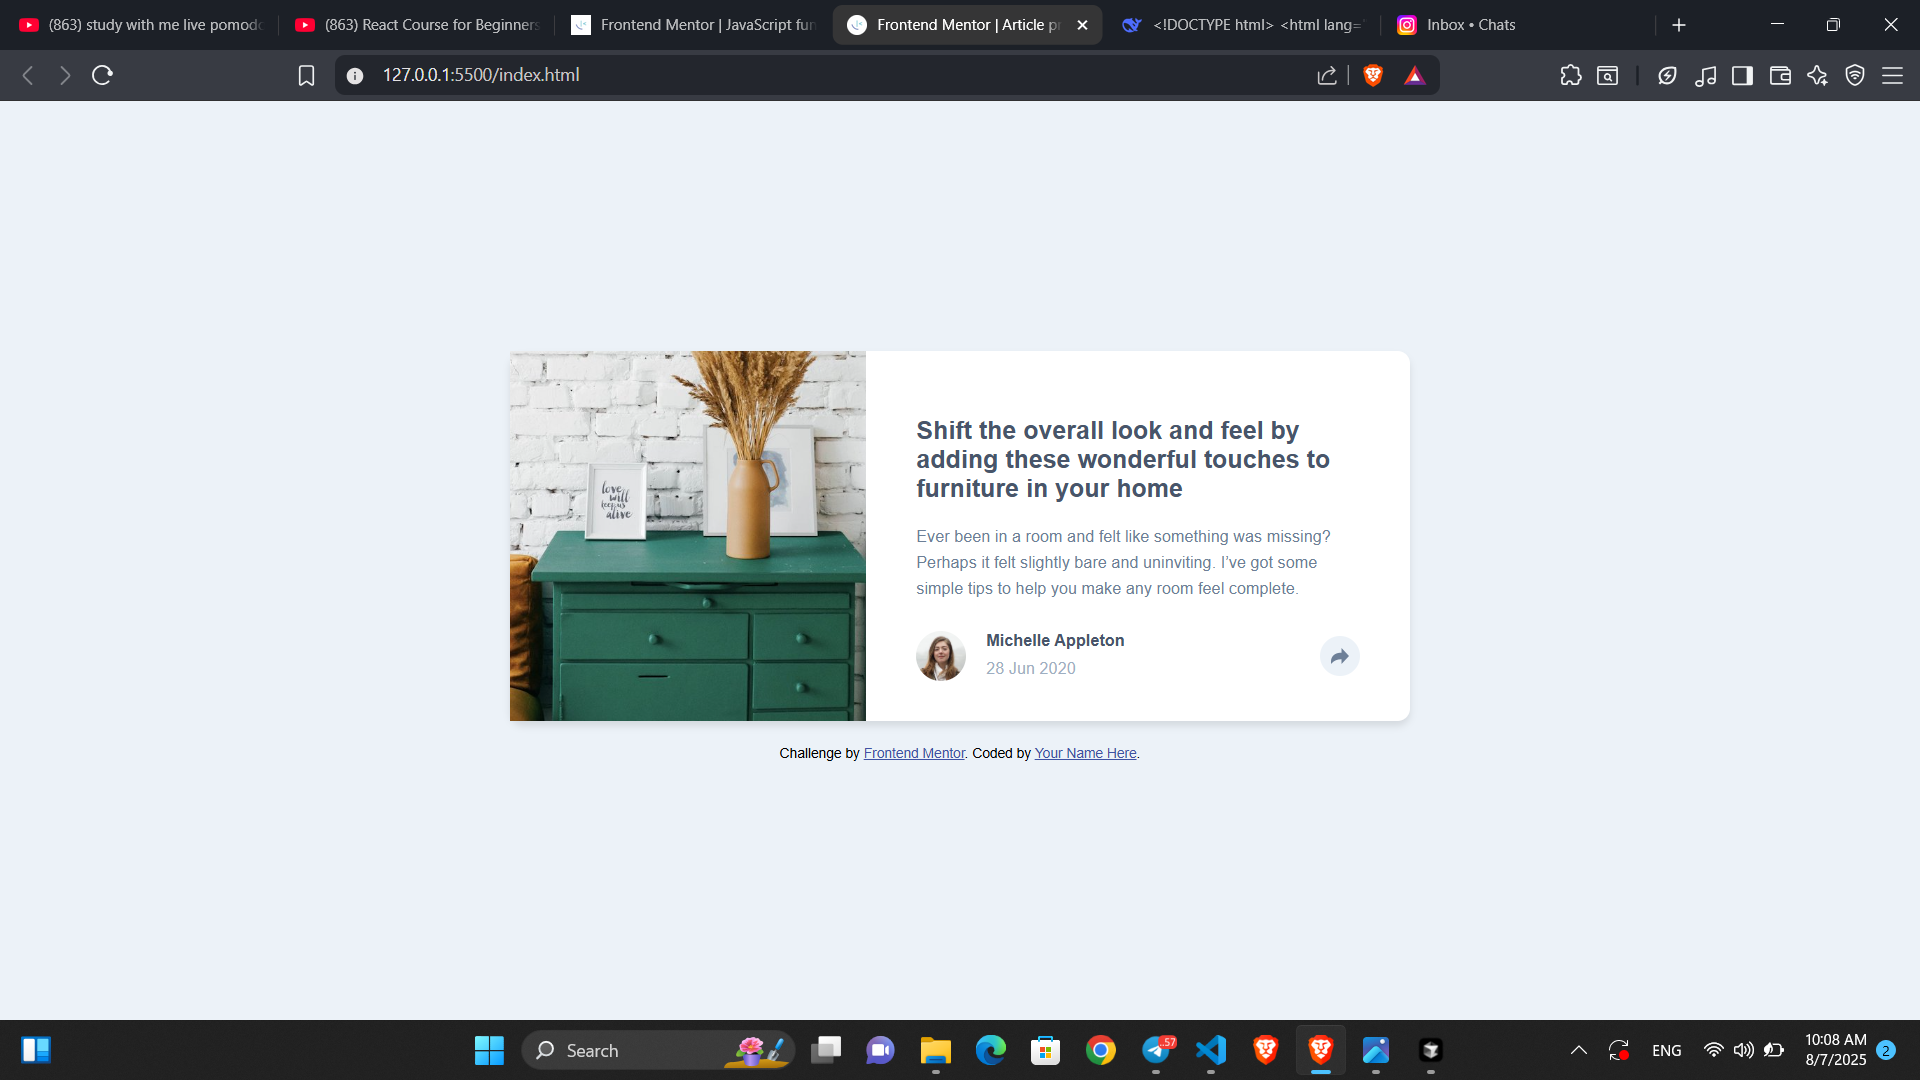 (863) study with me live pomodo
(863) React Course for Beginners
Frontend Mentor | JavaScript fun
Frontend Mentor | Article pr
<!DOCTYPE html> <html lang=
Inbox • Chats
127.0.0.1:5500/index.html
love
will
keep us
alive
Shift the overall look and feel by
adding these wonderful touches to
furniture in your home
Ever been in a room and felt like something was missing?
Perhaps it felt slightly bare and uninviting. I’ve got some
simple tips to help you make any room feel complete.
Michelle Appleton
28 Jun 2020
Challenge by Frontend Mentor. Coded by Your Name Here.
Search
57
ENG
10:08 AM
8/7/2025
2